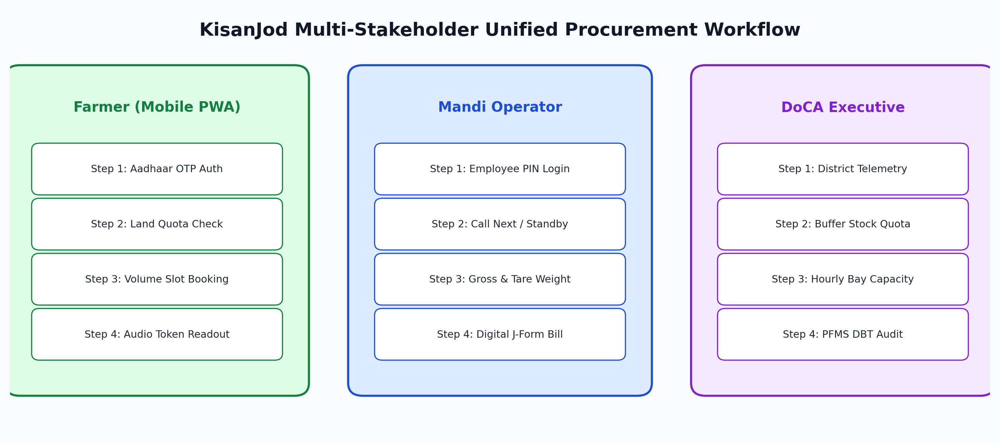 KisanJod Multi-Stakeholder Unified Procurement Workflow
Farmer (Mobile PWA)
Step 1: Aadhaar OTP Auth
Step 2: Land Quota Check
Step 3: Volume Slot Booking
Step 4: Audio Token Readout
Mandi Operator
Step 1: Employee PIN Login
Step 2: Call Next / Standby
Step 3: Gross & Tare Weight
Step 4: Digital J-Form Bill
DoCA Executive
Step 1: District Telemetry
Step 2: Buffer Stock Quota
Step 3: Hourly Bay Capacity
Step 4: PFMS DBT Audit